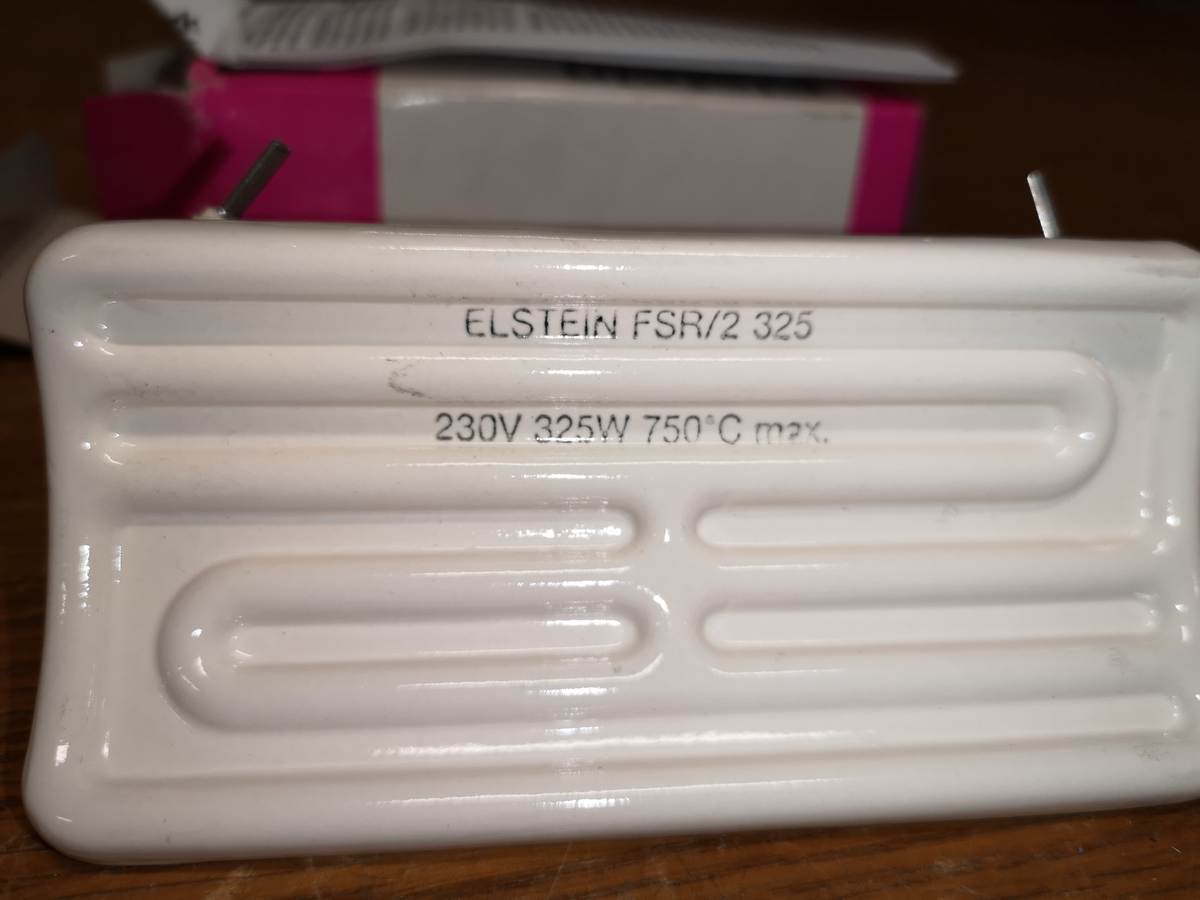 ELSTEIN FSR/2 325
230V 325W 750°C max.